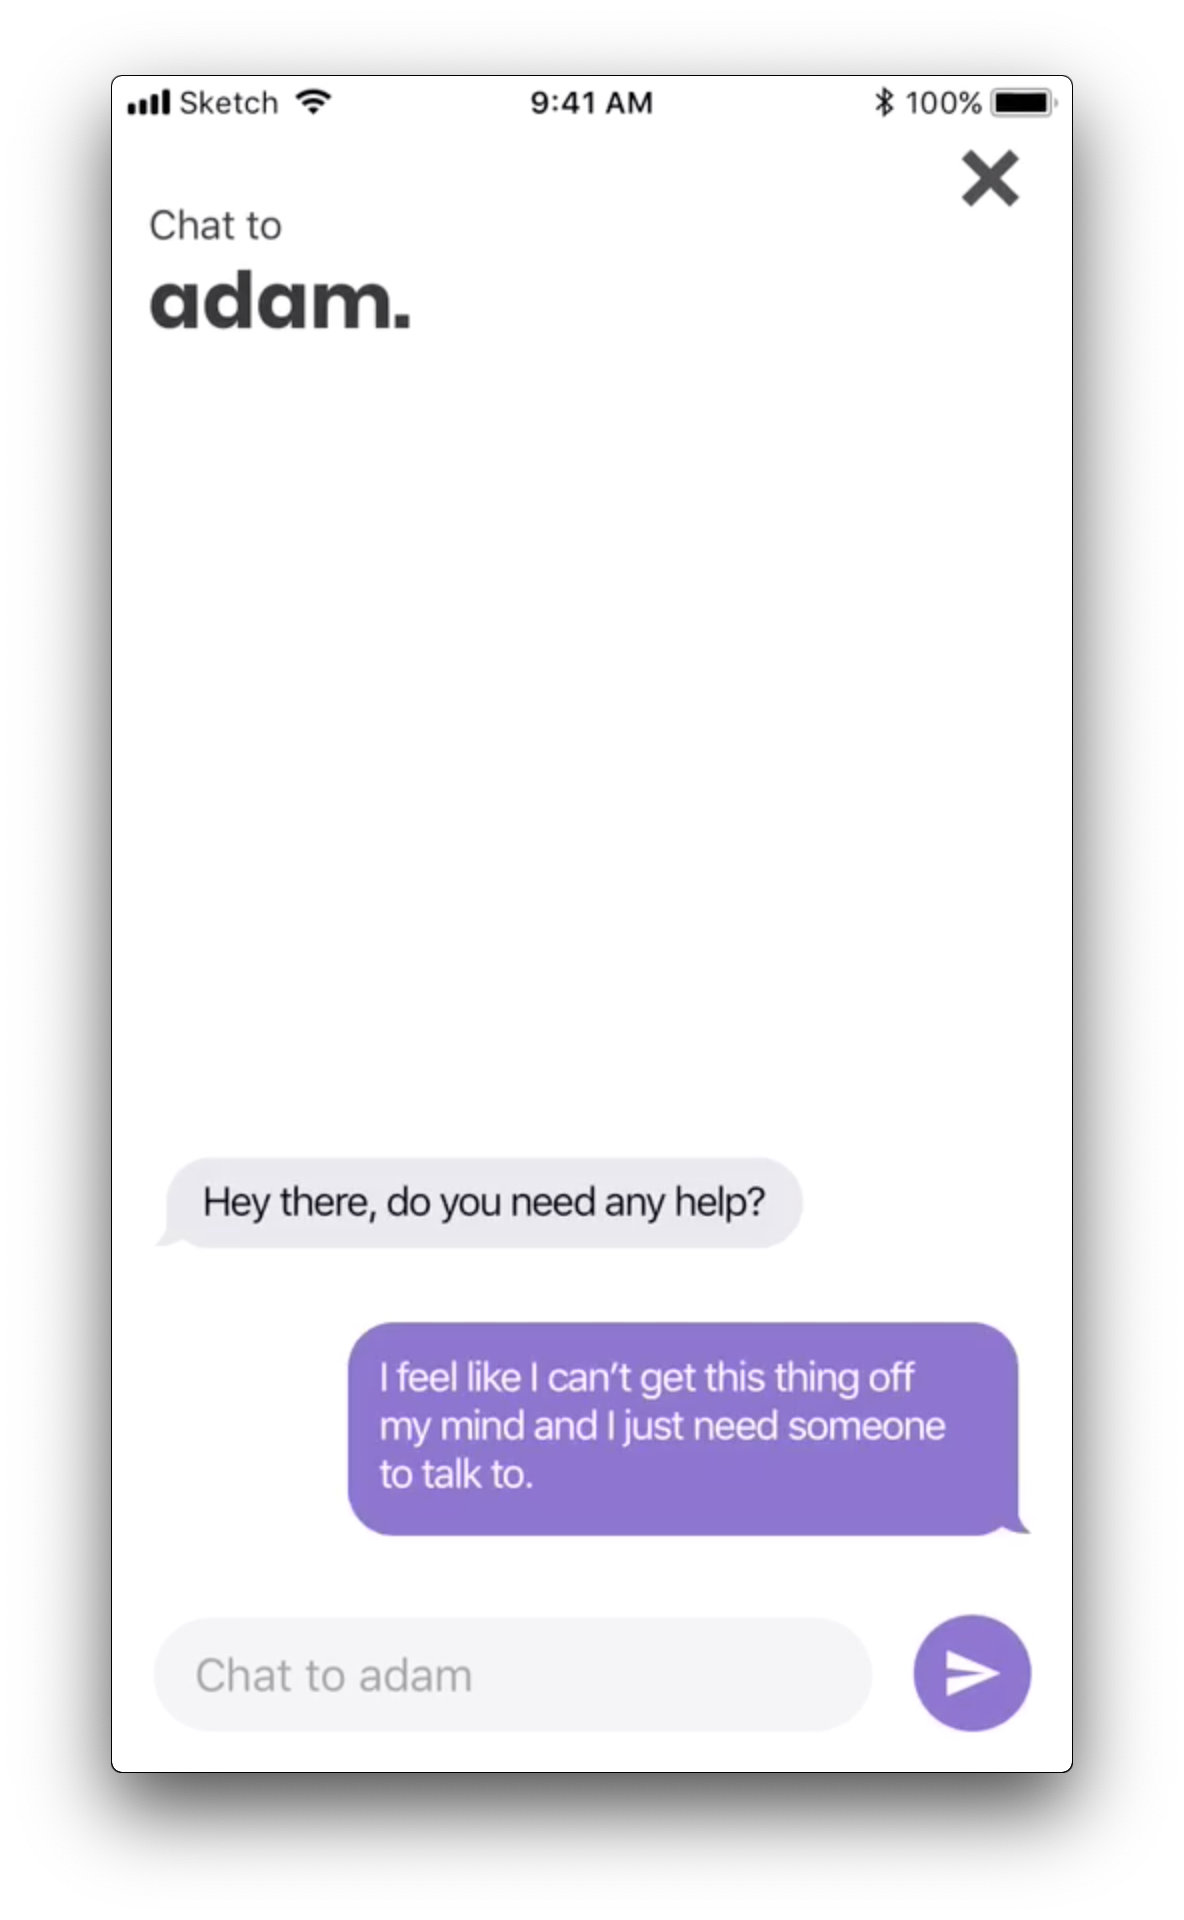 Sketch 9:41 AM 100%
Chat to
adam.
Hey there, do you need any help?
I feel like I can’t get this thing off
my mind and I just need someone
to talk to.
Chat to adam